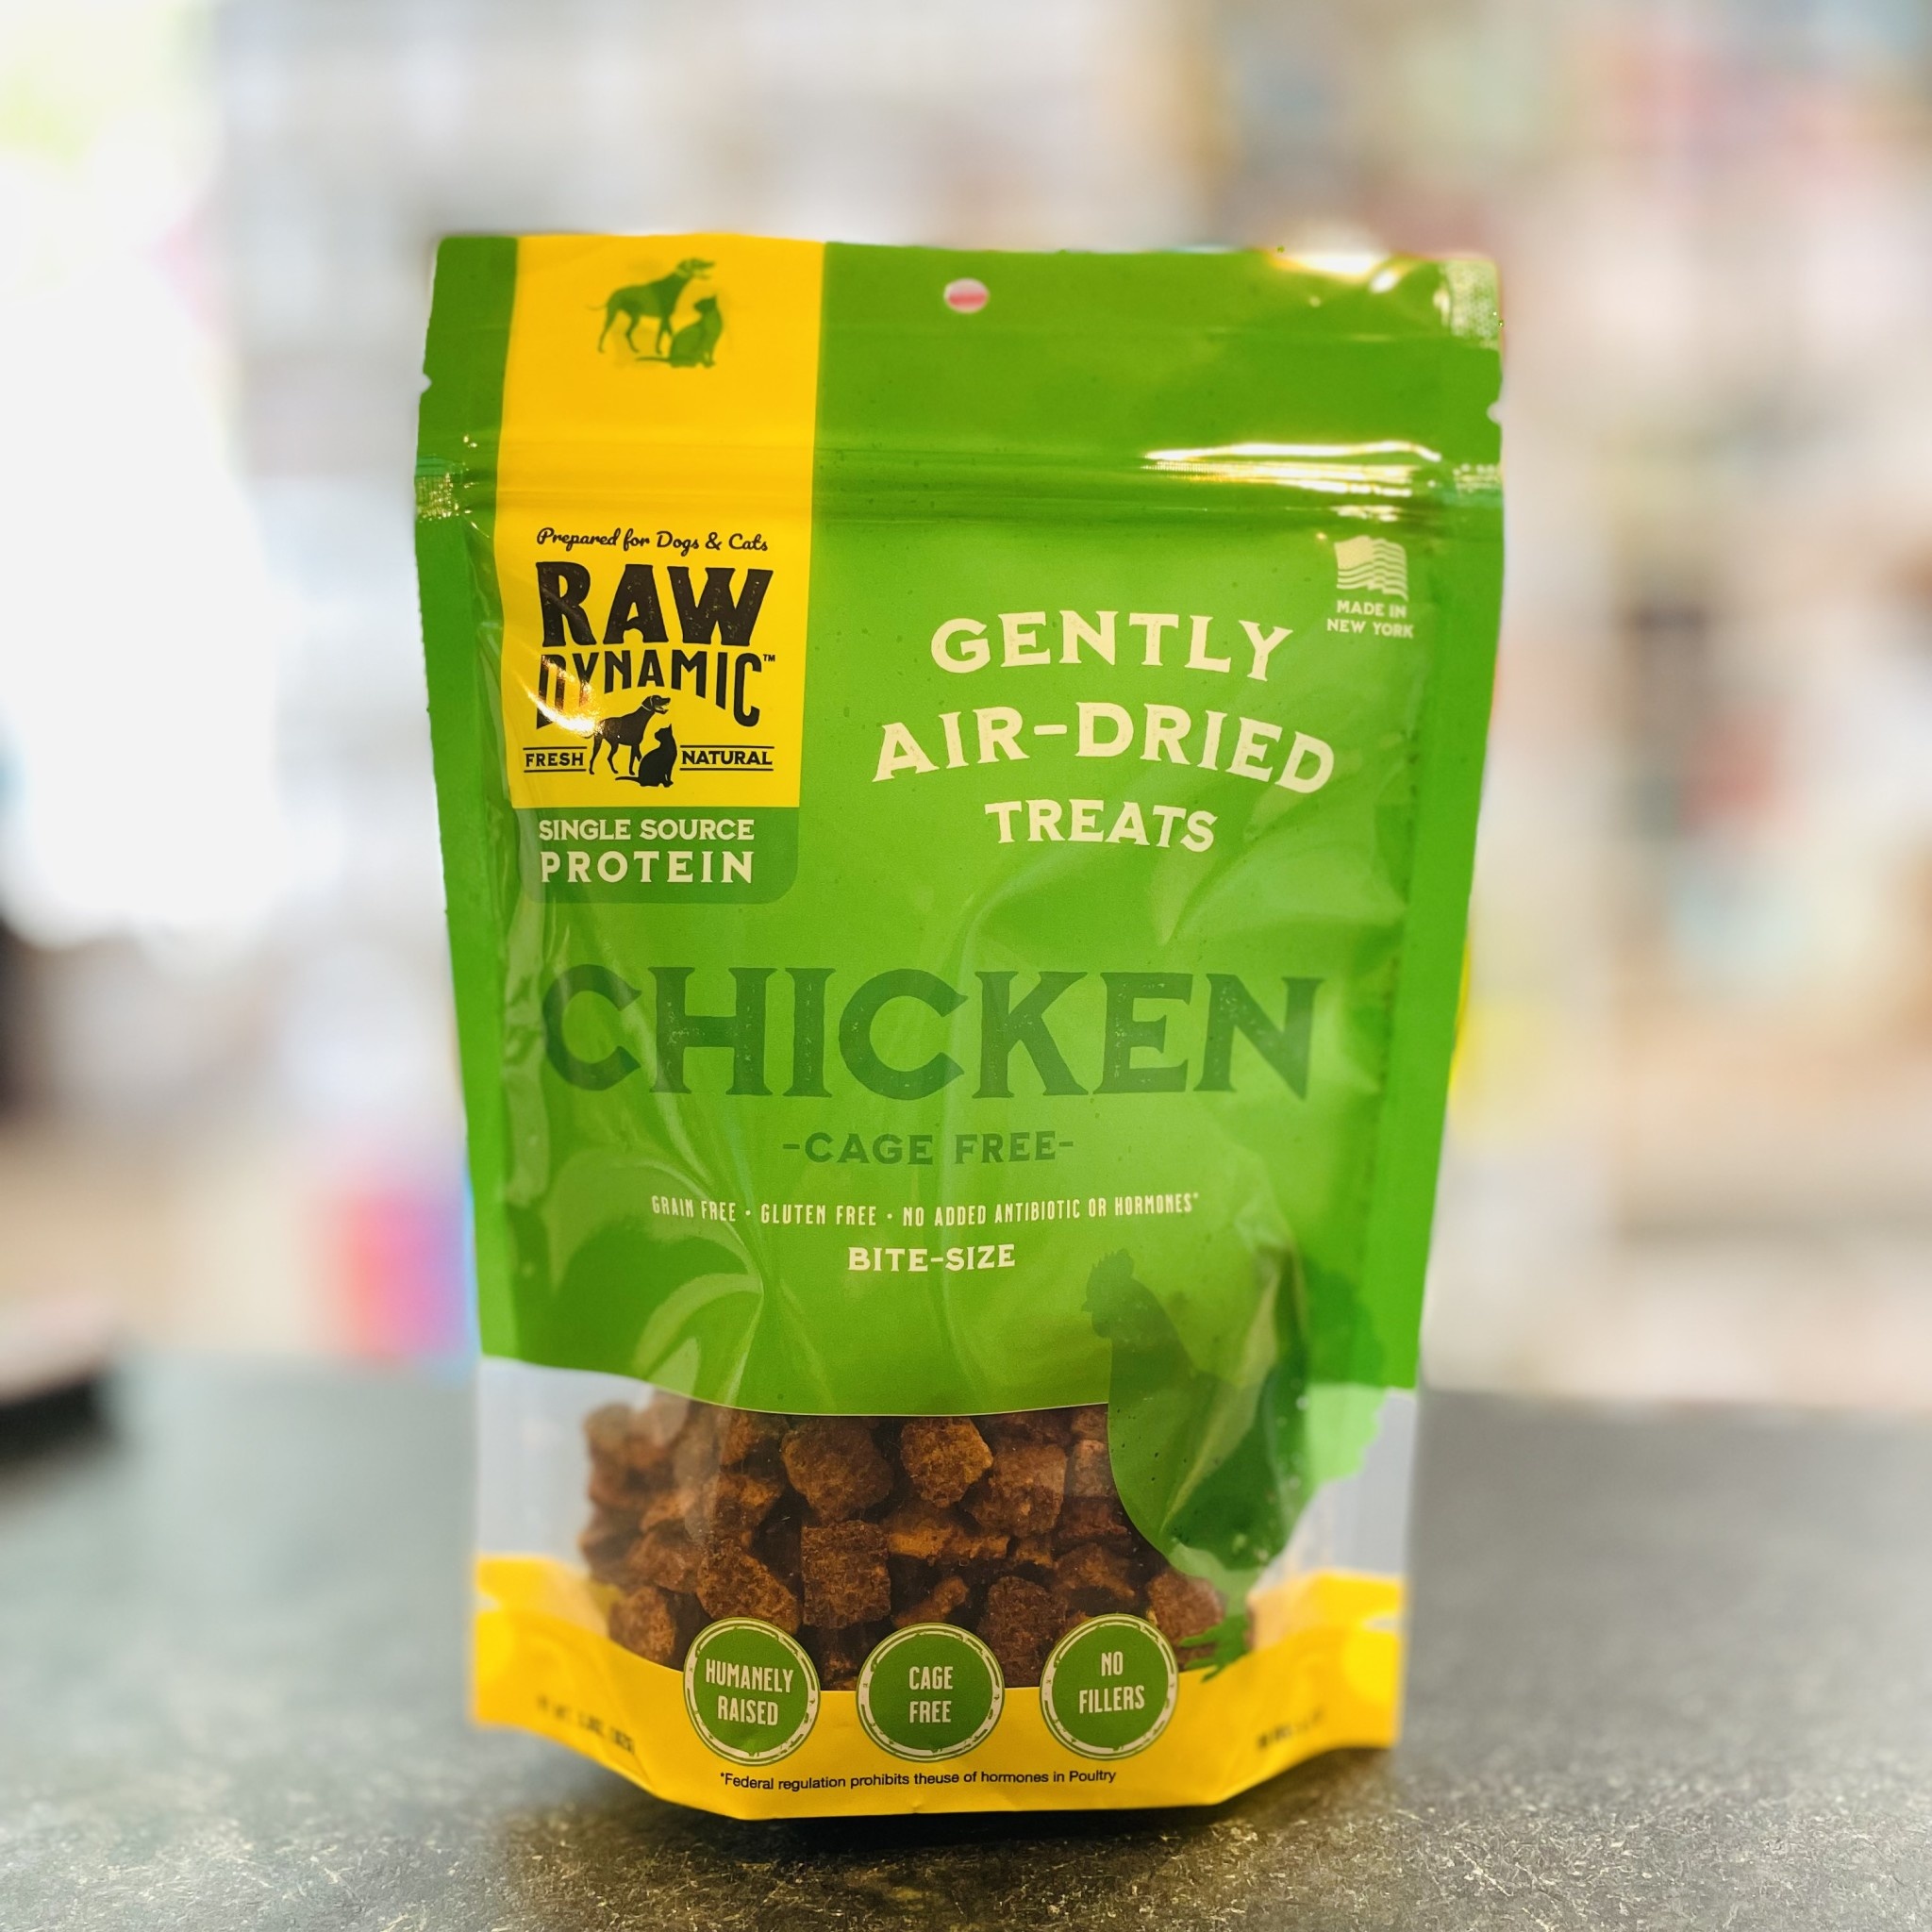 Prepared for Dogs & Cats
RAW
DYNAMIC™
FRESH NATURAL
SINGLE SOURCE
PROTEIN
MADE IN
NEW YORK
GENTLY
AIR-DRIED
TREATS
CHICKEN
-CAGE FREE-
GRAIN FREE • GLUTEN FREE • NO ADDED ANTIBIOTIC OR HORMONES*
BITE-SIZE
HUMANELY
RAISED
CAGE
FREE
NO
FILLERS
*Federal regulation prohibits theuse of hormones in Poultry